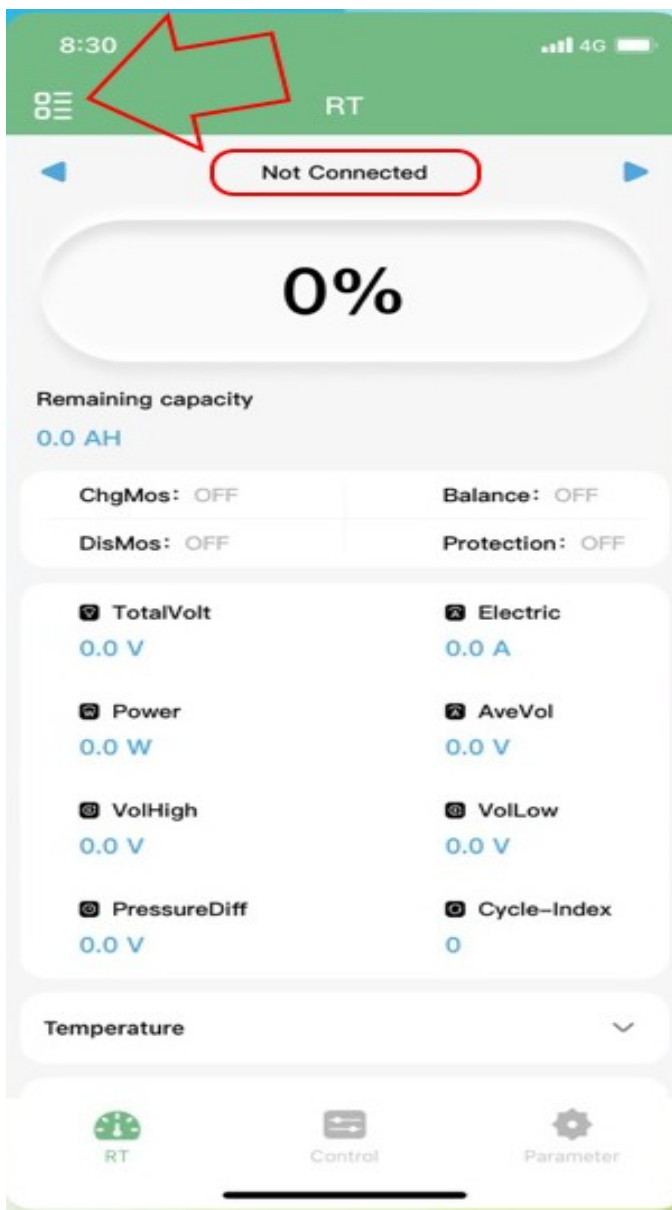 8:30 4G
RT
Not Connected
0%
Remaining capacity
0.0 AH
ChgMos: OFF Balance: OFF
DisMos: OFF Protection: OFF
TotalVolt Electric
0.0 V 0.0 A
Power AveVol
0.0 W 0.0 V
VolHigh VolLow
0.0 V 0.0 V
PressureDiff Cycle-Index
0.0 V 0
Temperature
RT Control Parameter